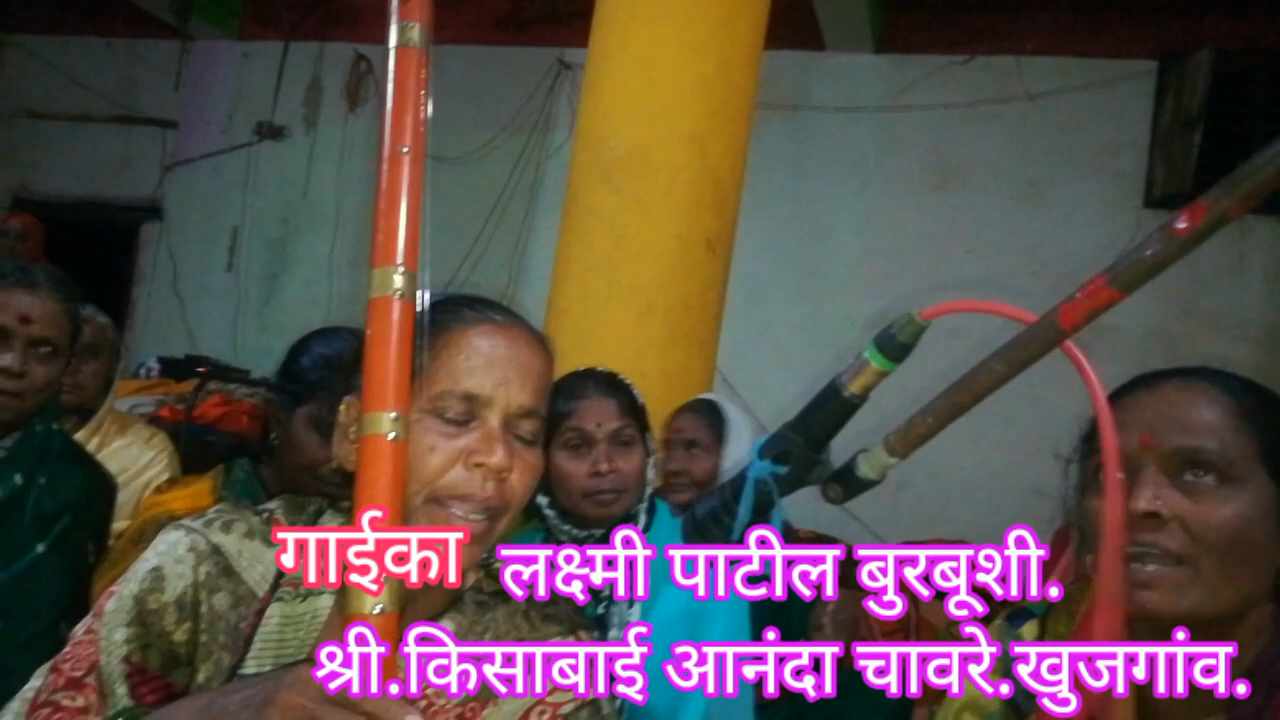 गाईका लक्ष्मी पाटील बुरबूशी.
श्री.किसाबाई आनंदा चावरे.खुजगांव.